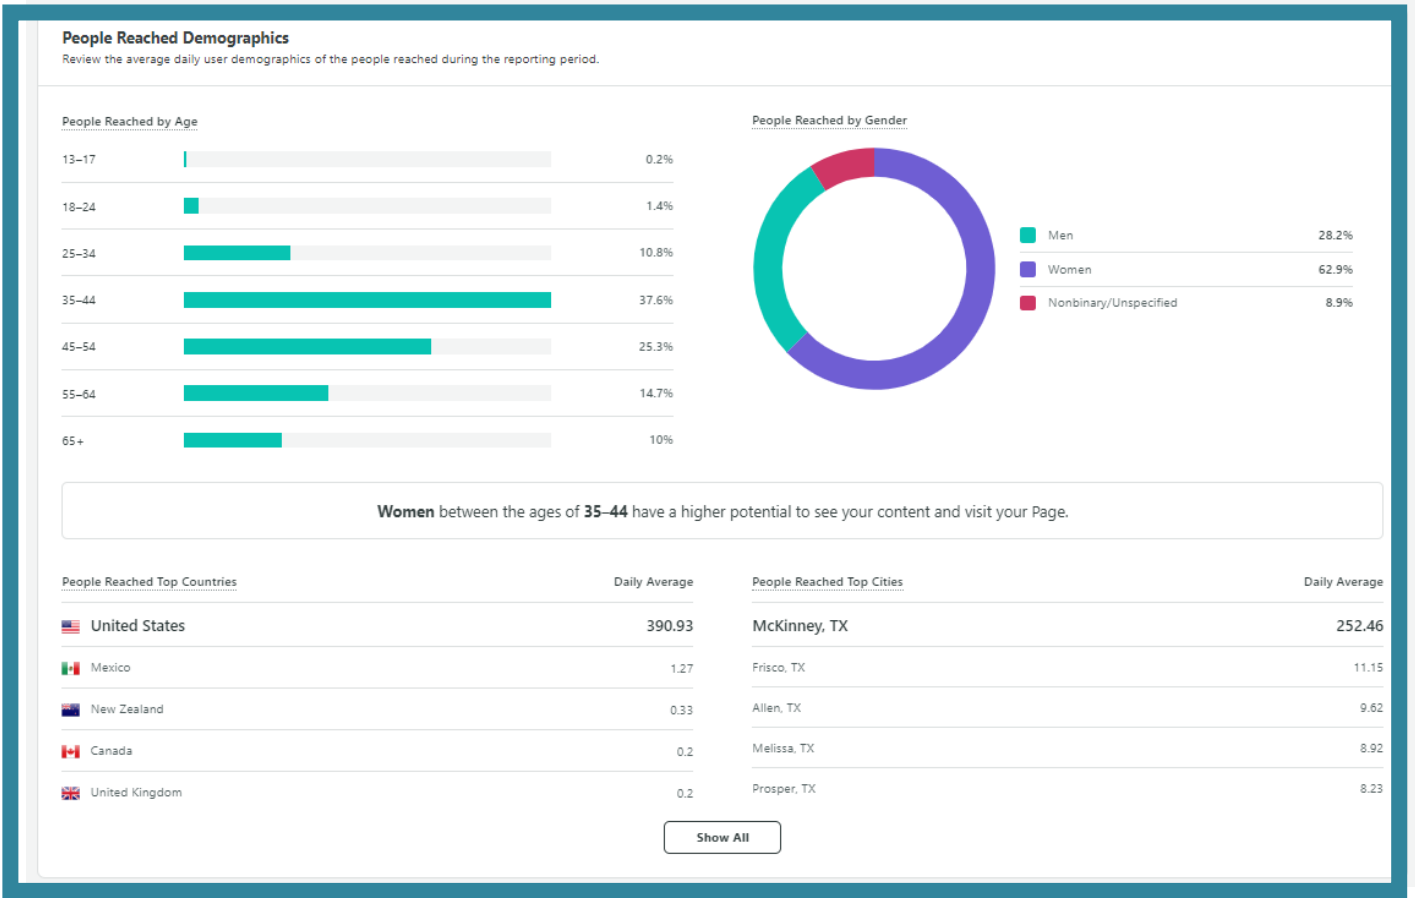 People Reached Demographics
Review the average daily user demographics of the people reached during the reporting period.
People Reached by Age
13–17 0.2%
18–24 1.4%
25–34 10.8%
35–44 37.6%
45–54 25.3%
55–64 14.7%
65+ 10%
People Reached by Gender
Men 28.2%
Women 62.9%
Nonbinary/Unspecified 8.9%
Women between the ages of 35–44 have a higher potential to see your content and visit your Page.
People Reached Top Countries Daily Average
United States 390.93
Mexico 1.27
New Zealand 0.33
Canada 0.2
United Kingdom 0.2
People Reached Top Cities Daily Average
McKinney, TX 252.46
Frisco, TX 11.15
Allen, TX 9.62
Melissa, TX 8.92
Prosper, TX 8.23
Show All